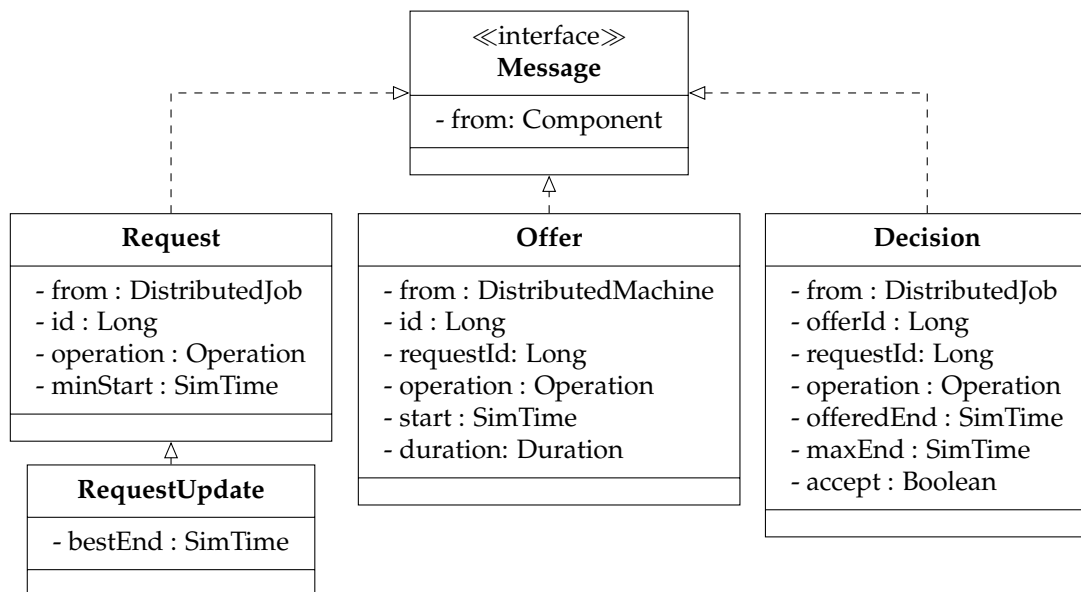 ≪interface≫
Message
- from: Component
Request
- from : DistributedJob
- id : Long
- operation : Operation
- minStart : SimTime
Offer
- from : DistributedMachine
- id : Long
- requestId: Long
- operation : Operation
- start : SimTime
- duration: Duration
Decision
- from : DistributedJob
- offerId : Long
- requestId: Long
- operation : Operation
- offeredEnd : SimTime
- maxEnd : SimTime
- accept : Boolean
RequestUpdate
- bestEnd : SimTime